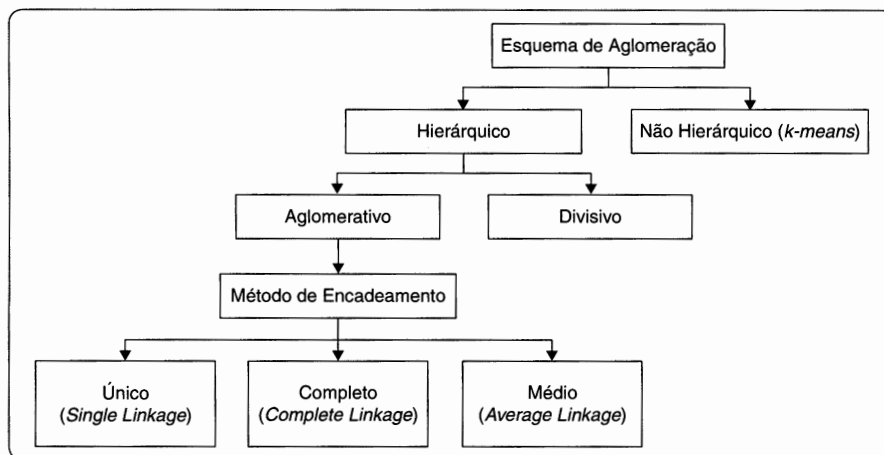 Esquema de Aglomeração
Hierárquico
Não Hierárquico (k-means)
Aglomerativo
Divisivo
Método de Encadeamento
Único
(Single Linkage)
Completo
(Complete Linkage)
Médio
(Average Linkage)